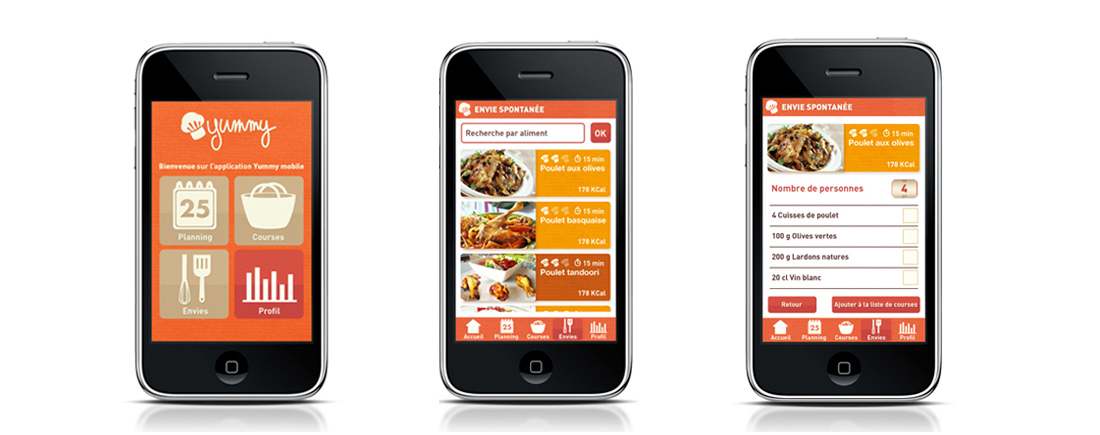 yummy
Bienvenue sur l'application Yummy mobile
25
Planning
Courses
Envies
Profil
ENVIE SPONTANÉE
Recherche par aliment
OK
15 min
Poulet aux olives
178 KCal
15 min
Poulet basquaise
178 KCal
15 min
Poulet tandoori
178 KCal
Accueil
25
Planning
Courses
Envies
Profil
ENVIE SPONTANÉE
15 min
Poulet aux olives
178 KCal
Nombre de personnes
4
4 Cuisses de poulet
100 g Olives vertes
200 g Lardons natures
20 cl Vin blanc
Retour
Ajouter à la liste de courses
Accueil
25
Planning
Courses
Envies
Profil